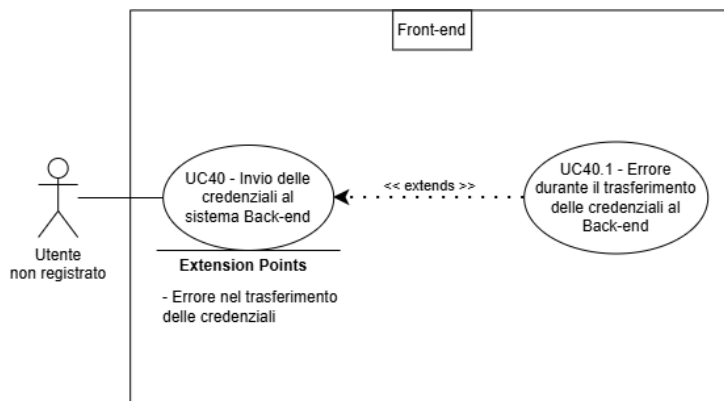 Front-end
UC40 - Invio delle
credenziali al
sistema Back-end
<< extends >>
UC40.1 - Errore
durante il trasferimento
delle credenziali al
Back-end
Utente
non registrato
Extension Points
- Errore nel trasferimento
delle credenziali